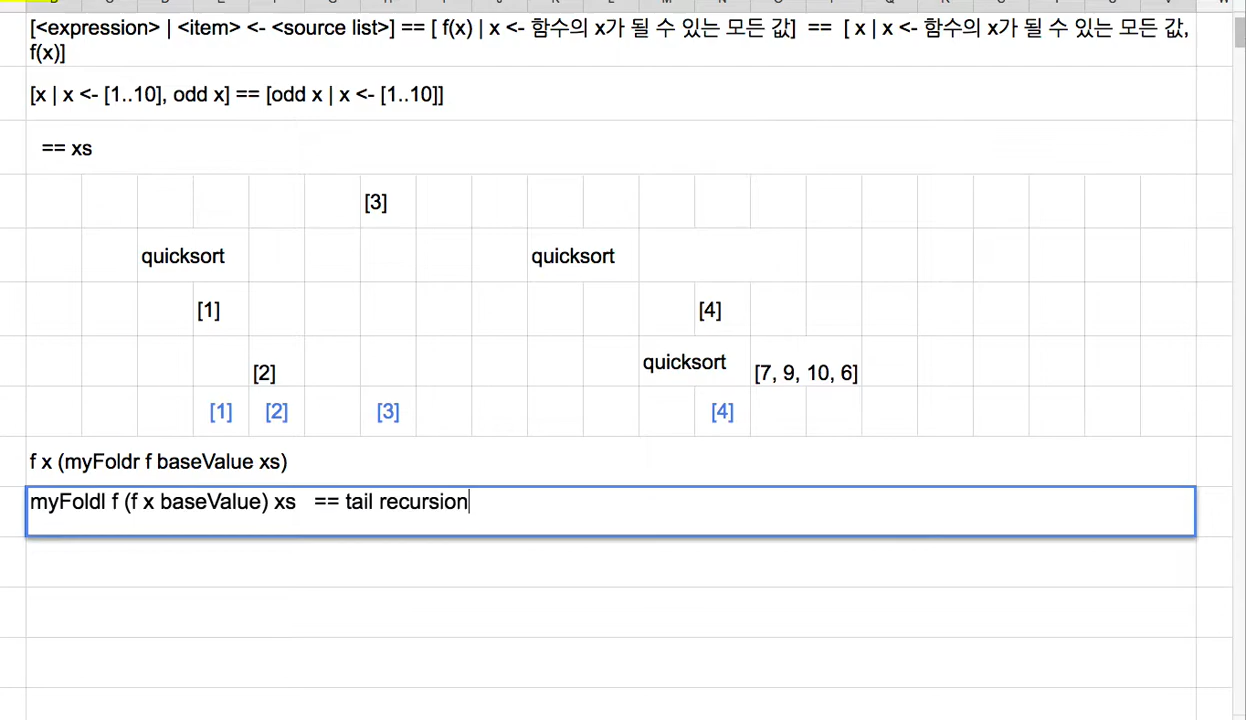 [<expression> | <item> <- <source list>] == [ f(x) | x <- 함수의 x가 될 수 있는 모든 값] == [ x | x <- 함수의 x가 될 수 있는 모든 값,
f(x)]
[x | x <- [1..10], odd x] == [odd x | x <- [1..10]]
== xs
[3]
quicksort quicksort
[1] [4]
quicksort
[2] [7, 9, 10, 6]
[1] [2] [3] [4]
f x (myFoldr f baseValue xs)
myFoldl f (f x baseValue) xs == tail recursion